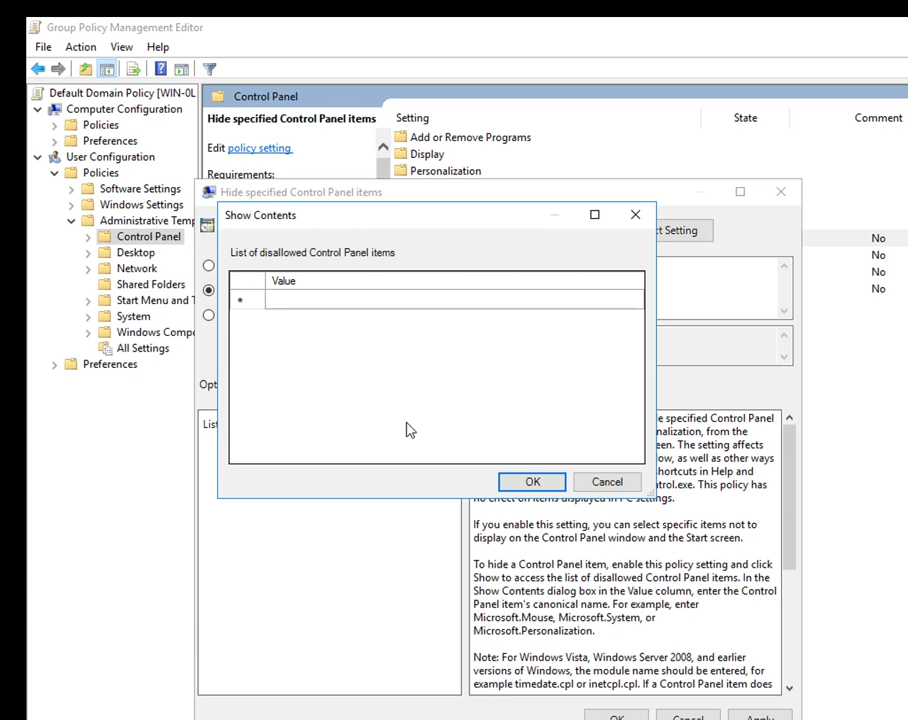 Group Policy Management Editor
File Action View Help
Default Domain Policy [WIN-0L
Computer Configuration
Policies
Preferences
User Configuration
Policies
Software Settings
Windows Settings
Administrative Temp
Control Panel
Desktop
Network
Shared Folders
Start Menu and T
System
Windows Compo
All Settings
Preferences
Control Panel
Hide specified Control Panel items
Edit policy setting
Requirements:
Setting State Comment
Add or Remove Programs
Display
Personalization
No
No
No
No
Hide specified Control Panel items
t Setting
Opt
List
Show Contents
List of disallowed Control Panel items
Value
*
OK Cancel
e specified Control Panel
nalization, from the
een. The setting affects
ow, as well as other ways
shortcuts in Help and
ntrol.exe. This policy has
no effect on items displayed in PC settings.
If you enable this setting, you can select specific items not to
display on the Control Panel window and the Start screen.
To hide a Control Panel item, enable this policy setting and click
Show to access the list of disallowed Control Panel items. In the
Show Contents dialog box in the Value column, enter the Control
Panel item's canonical name. For example, enter
Microsoft.Mouse, Microsoft.System, or
Microsoft.Personalization.
Note: For Windows Vista, Windows Server 2008, and earlier
versions of Windows, the module name should be entered, for
example timedate.cpl or inetcpl.cpl. If a Control Panel item does
OK Cancel Apply